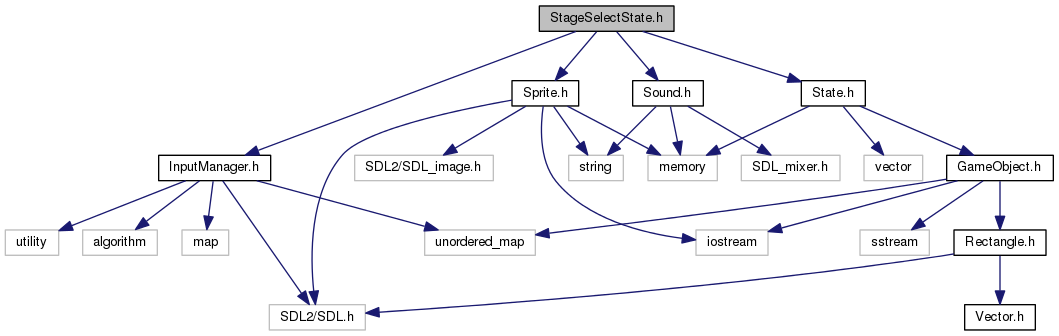 StageSelectState.h
Sprite.h
Sound.h
State.h
InputManager.h
SDL2/SDL_image.h
string
memory
SDL_mixer.h
vector
GameObject.h
utility
algorithm
map
unordered_map
iostream
sstream
Rectangle.h
SDL2/SDL.h
Vector.h